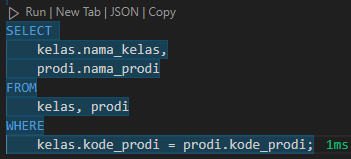 Run | New Tab | JSON | Copy
SELECT
    kelas.nama_kelas,
    prodi.nama_prodi
FROM
    kelas, prodi
WHERE
    kelas.kode_prodi = prodi.kode_prodi; 1ms